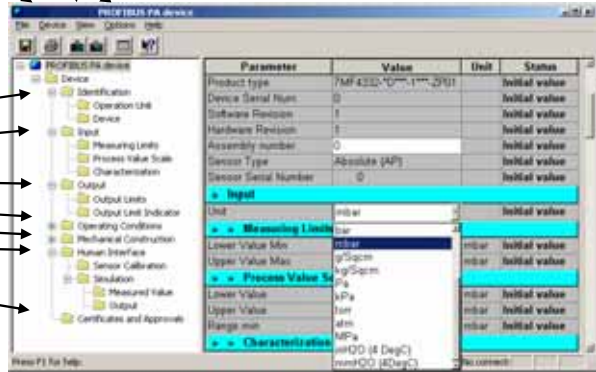 PROFIBUS PA device
File Device View Options Help
PROFIBUS PA device
Device
Identification
Operation Unit
Device
Input
Measuring Limits
Process Value Scale
Characterization
Output
Output Limits
Output Limit Indicator
Operating Conditions
Mechanical Construction
Human Interface
Sensor Calibration
Simulation
Measured Value
Output
Certificates and Approvals
Parameter Value Unit Status
Product type Initial value
Device Serial Num 0 Initial value
Software Revision 1 Initial value
Hardware Revision 1 Initial value
Assembly number 0 Initial value
Sensor Type Absolute (AP) Initial value
Sensor Serial Number 0 Initial value
» Input
Unit mbar Initial value
» » Measuring Limits
Lower Value Min mbar Initial value
Upper Value Max mbar Initial value
» » Process Value
Lower Value mbar Initial value
Upper Value mbar Initial value
Range min mbar Initial value
» » Characterization
bar
mbar
g/Sqcm
kg/Sqcm
Pa
kPa
torr
atm
MPa
mH2O (4 DegC)
mmH2O (4DegC)
Press F1 for help.